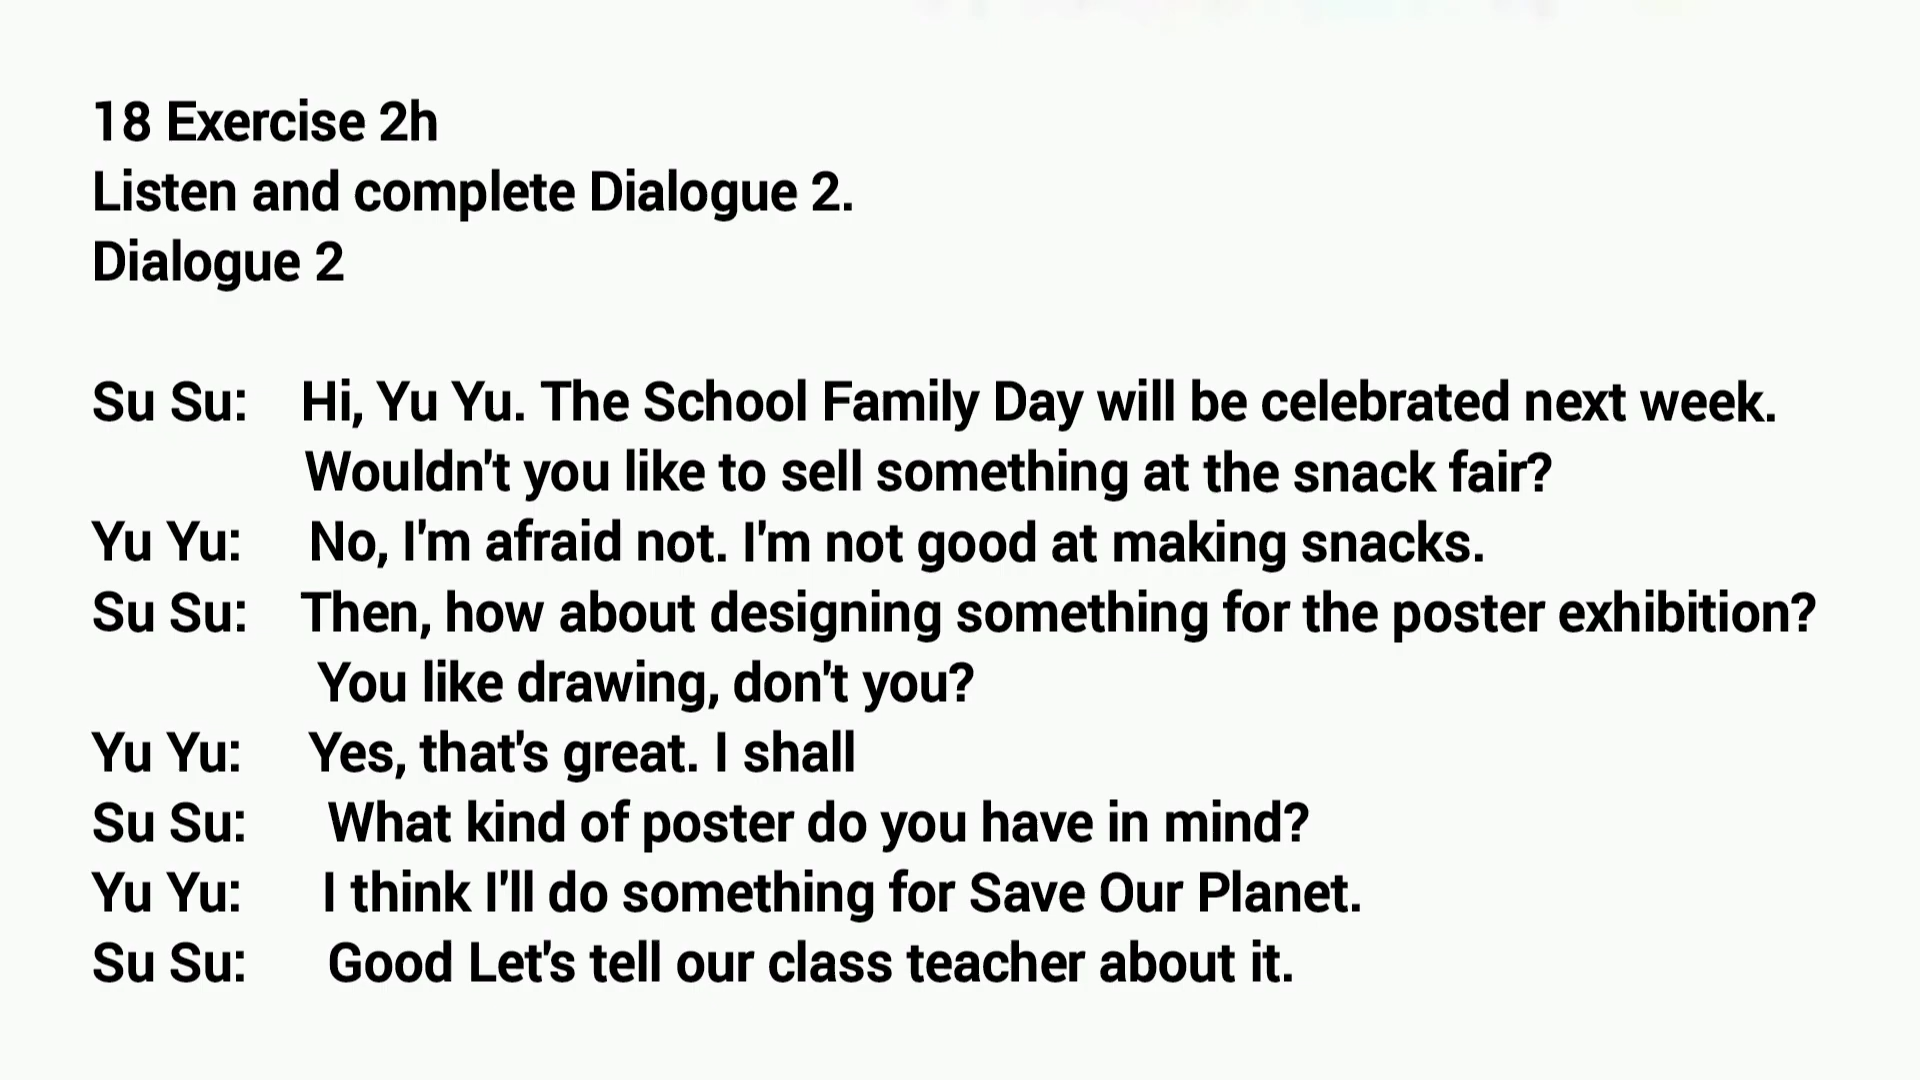 18 Exercise 2h
Listen and complete Dialogue 2.
Dialogue 2
Su Su: Hi, Yu Yu. The School Family Day will be celebrated next week.
Wouldn't you like to sell something at the snack fair?
Yu Yu: No, I'm afraid not. I'm not good at making snacks.
Su Su: Then, how about designing something for the poster exhibition?
You like drawing, don't you?
Yu Yu: Yes, that's great. I shall
Su Su: What kind of poster do you have in mind?
Yu Yu: I think I'll do something for Save Our Planet.
Su Su: Good Let's tell our class teacher about it.